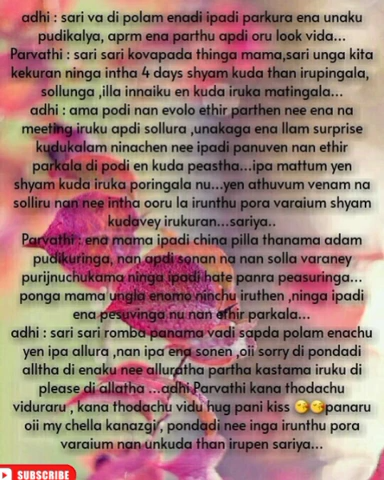 adhi : sari va di polam enadi ipadi parkura ena unaku
pudikalya, aprm ena parthu apdi oru look vida...
Parvathi : sari sari kovapada thinga mama,sari unga kita
kekuran ninga intha 4 days shyam kuda than irupingala,
sollunga ,illa innaiku en kuda iruka matingala...
adhi : ama podi nan evolo ethir parthen nee ena na
meeting iruku apdi sollura ,unakaga ena llam surprise
kudukalam ninachen nee ipadi panuven nan ethir
parkala di podi en kuda peastha...ipa mattum yen
shyam kuda iruka poringala nu...yen athuvum venam na
solliru nan nee intha ooru la irunthu pora varaium shyam
kudavey irukuran...sariya..
Parvathi : ena mama ipadi china pilla thanama adam
pudikuringa, nan apdi sonan na nan solla varaney
purijnuchukama ninga ipadi hate panra peasuringa...
ponga mama ungla enomo ninchu iruthen ,ninga ipadi
ena pesuvinga nu nan ethir parkala...
adhi : sari sari romba panama vadi sapda polam enachu
yen ipa allura ,nan ipa ena sonen ,oii sorry di pondadi
alltha di enaku nee alluratha partha kastama iruku di
please di allatha ...adhi Parvathi kana thodachu
viduraru , kana thodachu vidu hug pani kiss 😚😚panaru
oii my chella kanazgi , pondadi nee inga irunthu pora
varaium nan unkuda than irupen sariya...
SUBSCRIBE